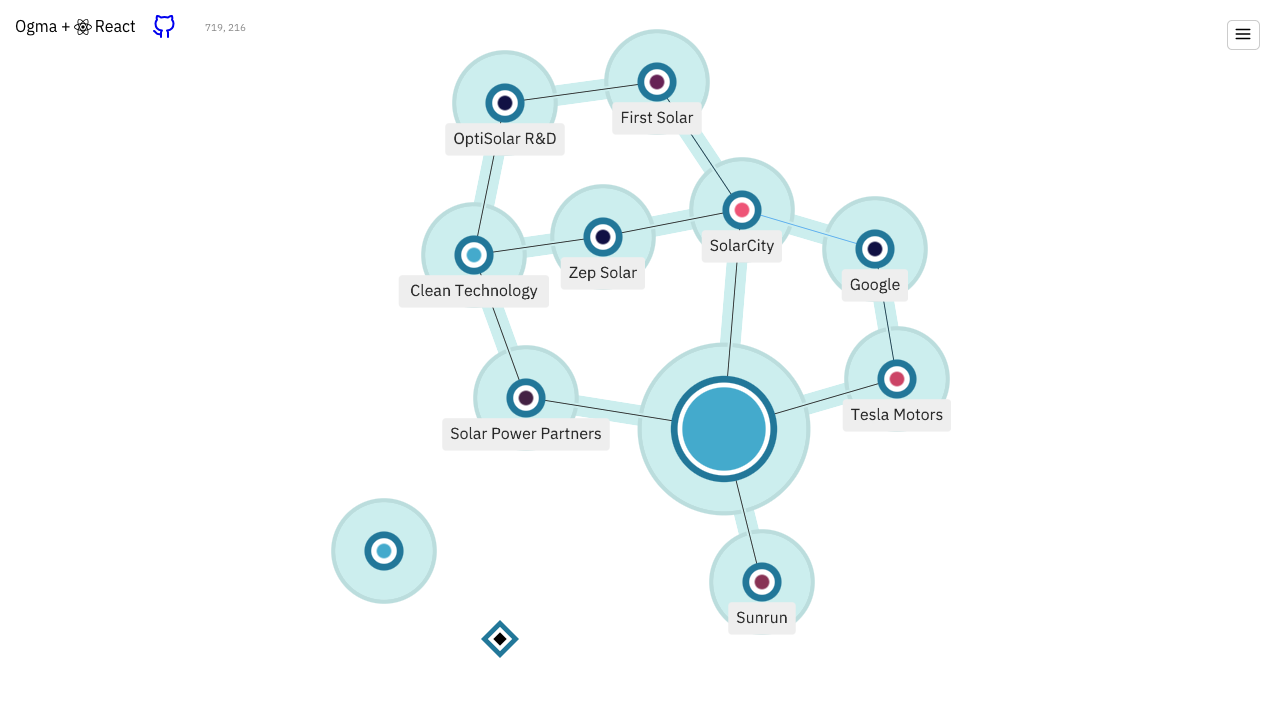 Ogma + React
719, 216
First Solar
OptiSolar R&D
SolarCity
Zep Solar
Google
Clean Technology
Tesla Motors
Solar Power Partners
Sunrun